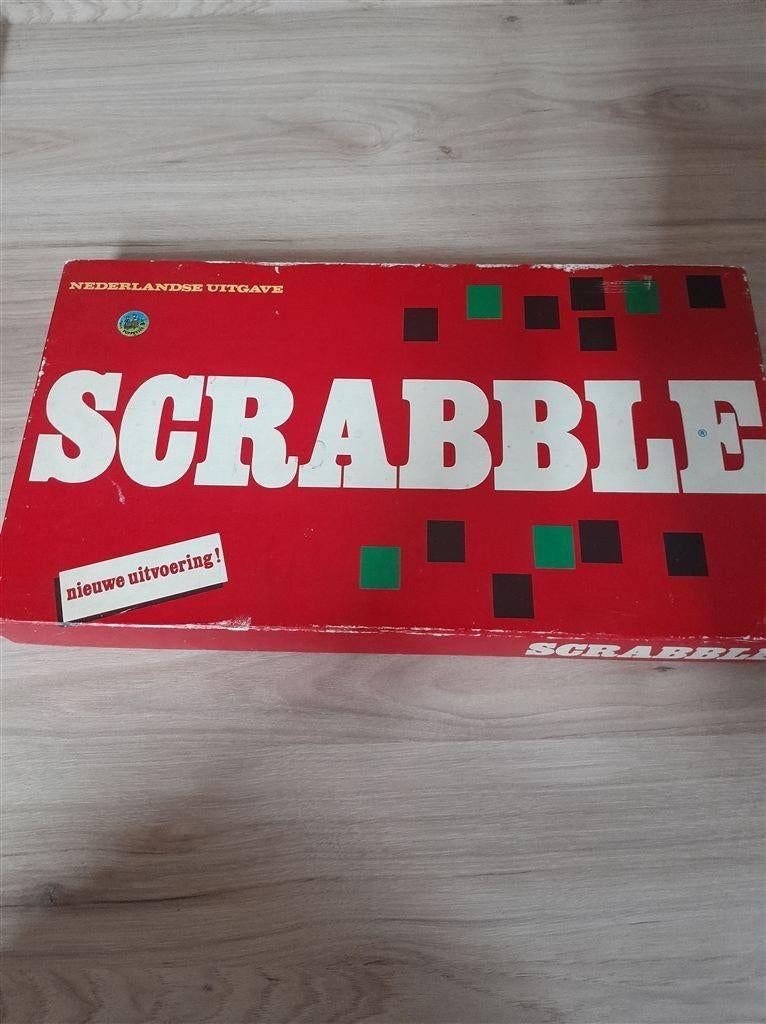 NEDERLANDSE UITGAVE
SCRABBLE
®
nieuwe uitvoering!
SCRABBLE